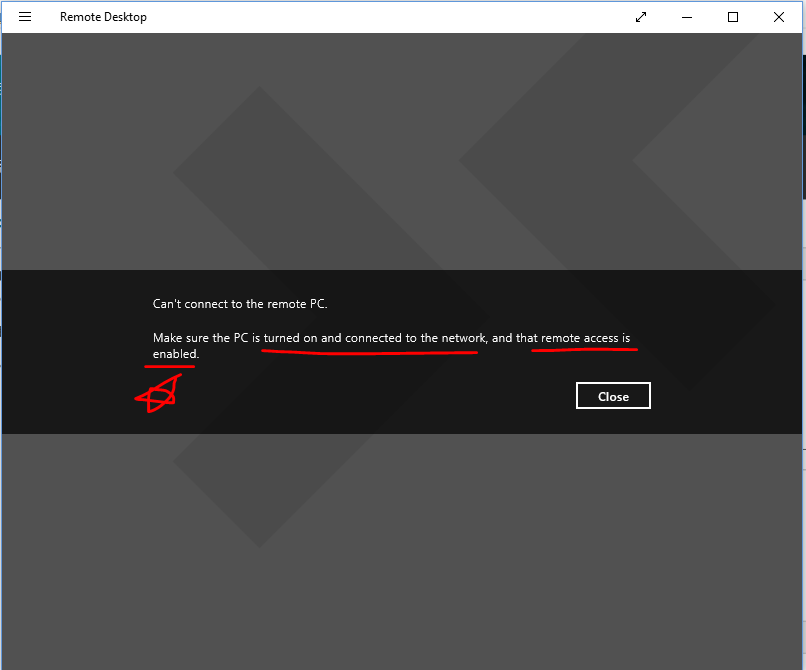 Remote Desktop
Can't connect to the remote PC.
Make sure the PC is turned on and connected to the network, and that remote access is
enabled.
Close